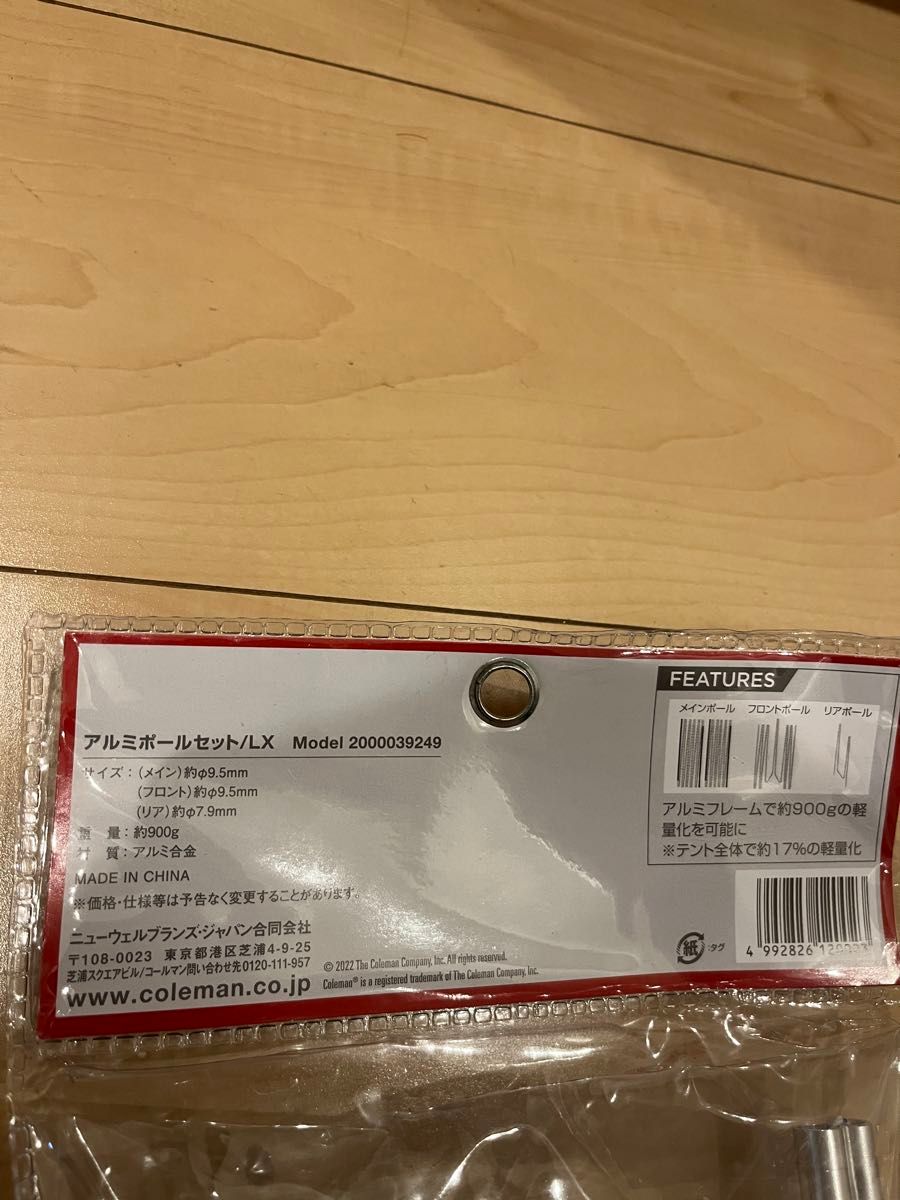 アルミポールセット/LX Model 2000039249
サイズ：(メイン)約φ9.5mm
(フロント)約φ9.5mm
(リア)約φ7.9mm
重 量：約900g
材 質：アルミ合金
MADE IN CHINA
※価格・仕様等は予告なく変更することがあります。
ニューウェルブランズ・ジャパン合同会社
〒108-0023 東京都港区芝浦4-9-25
芝浦スクエアビル/コールマン問い合わせ先0120-111-957
www.coleman.co.jp
© 2022 The Coleman Company, Inc. All rights reserved.
Coleman® is a registered trademark of The Coleman Company, Inc.
FEATURES
メインポール フロントポール リアポール
アルミフレームで約900gの軽
量化を可能に
※テント全体で約17%の軽量化
紙 :タグ
4 992826